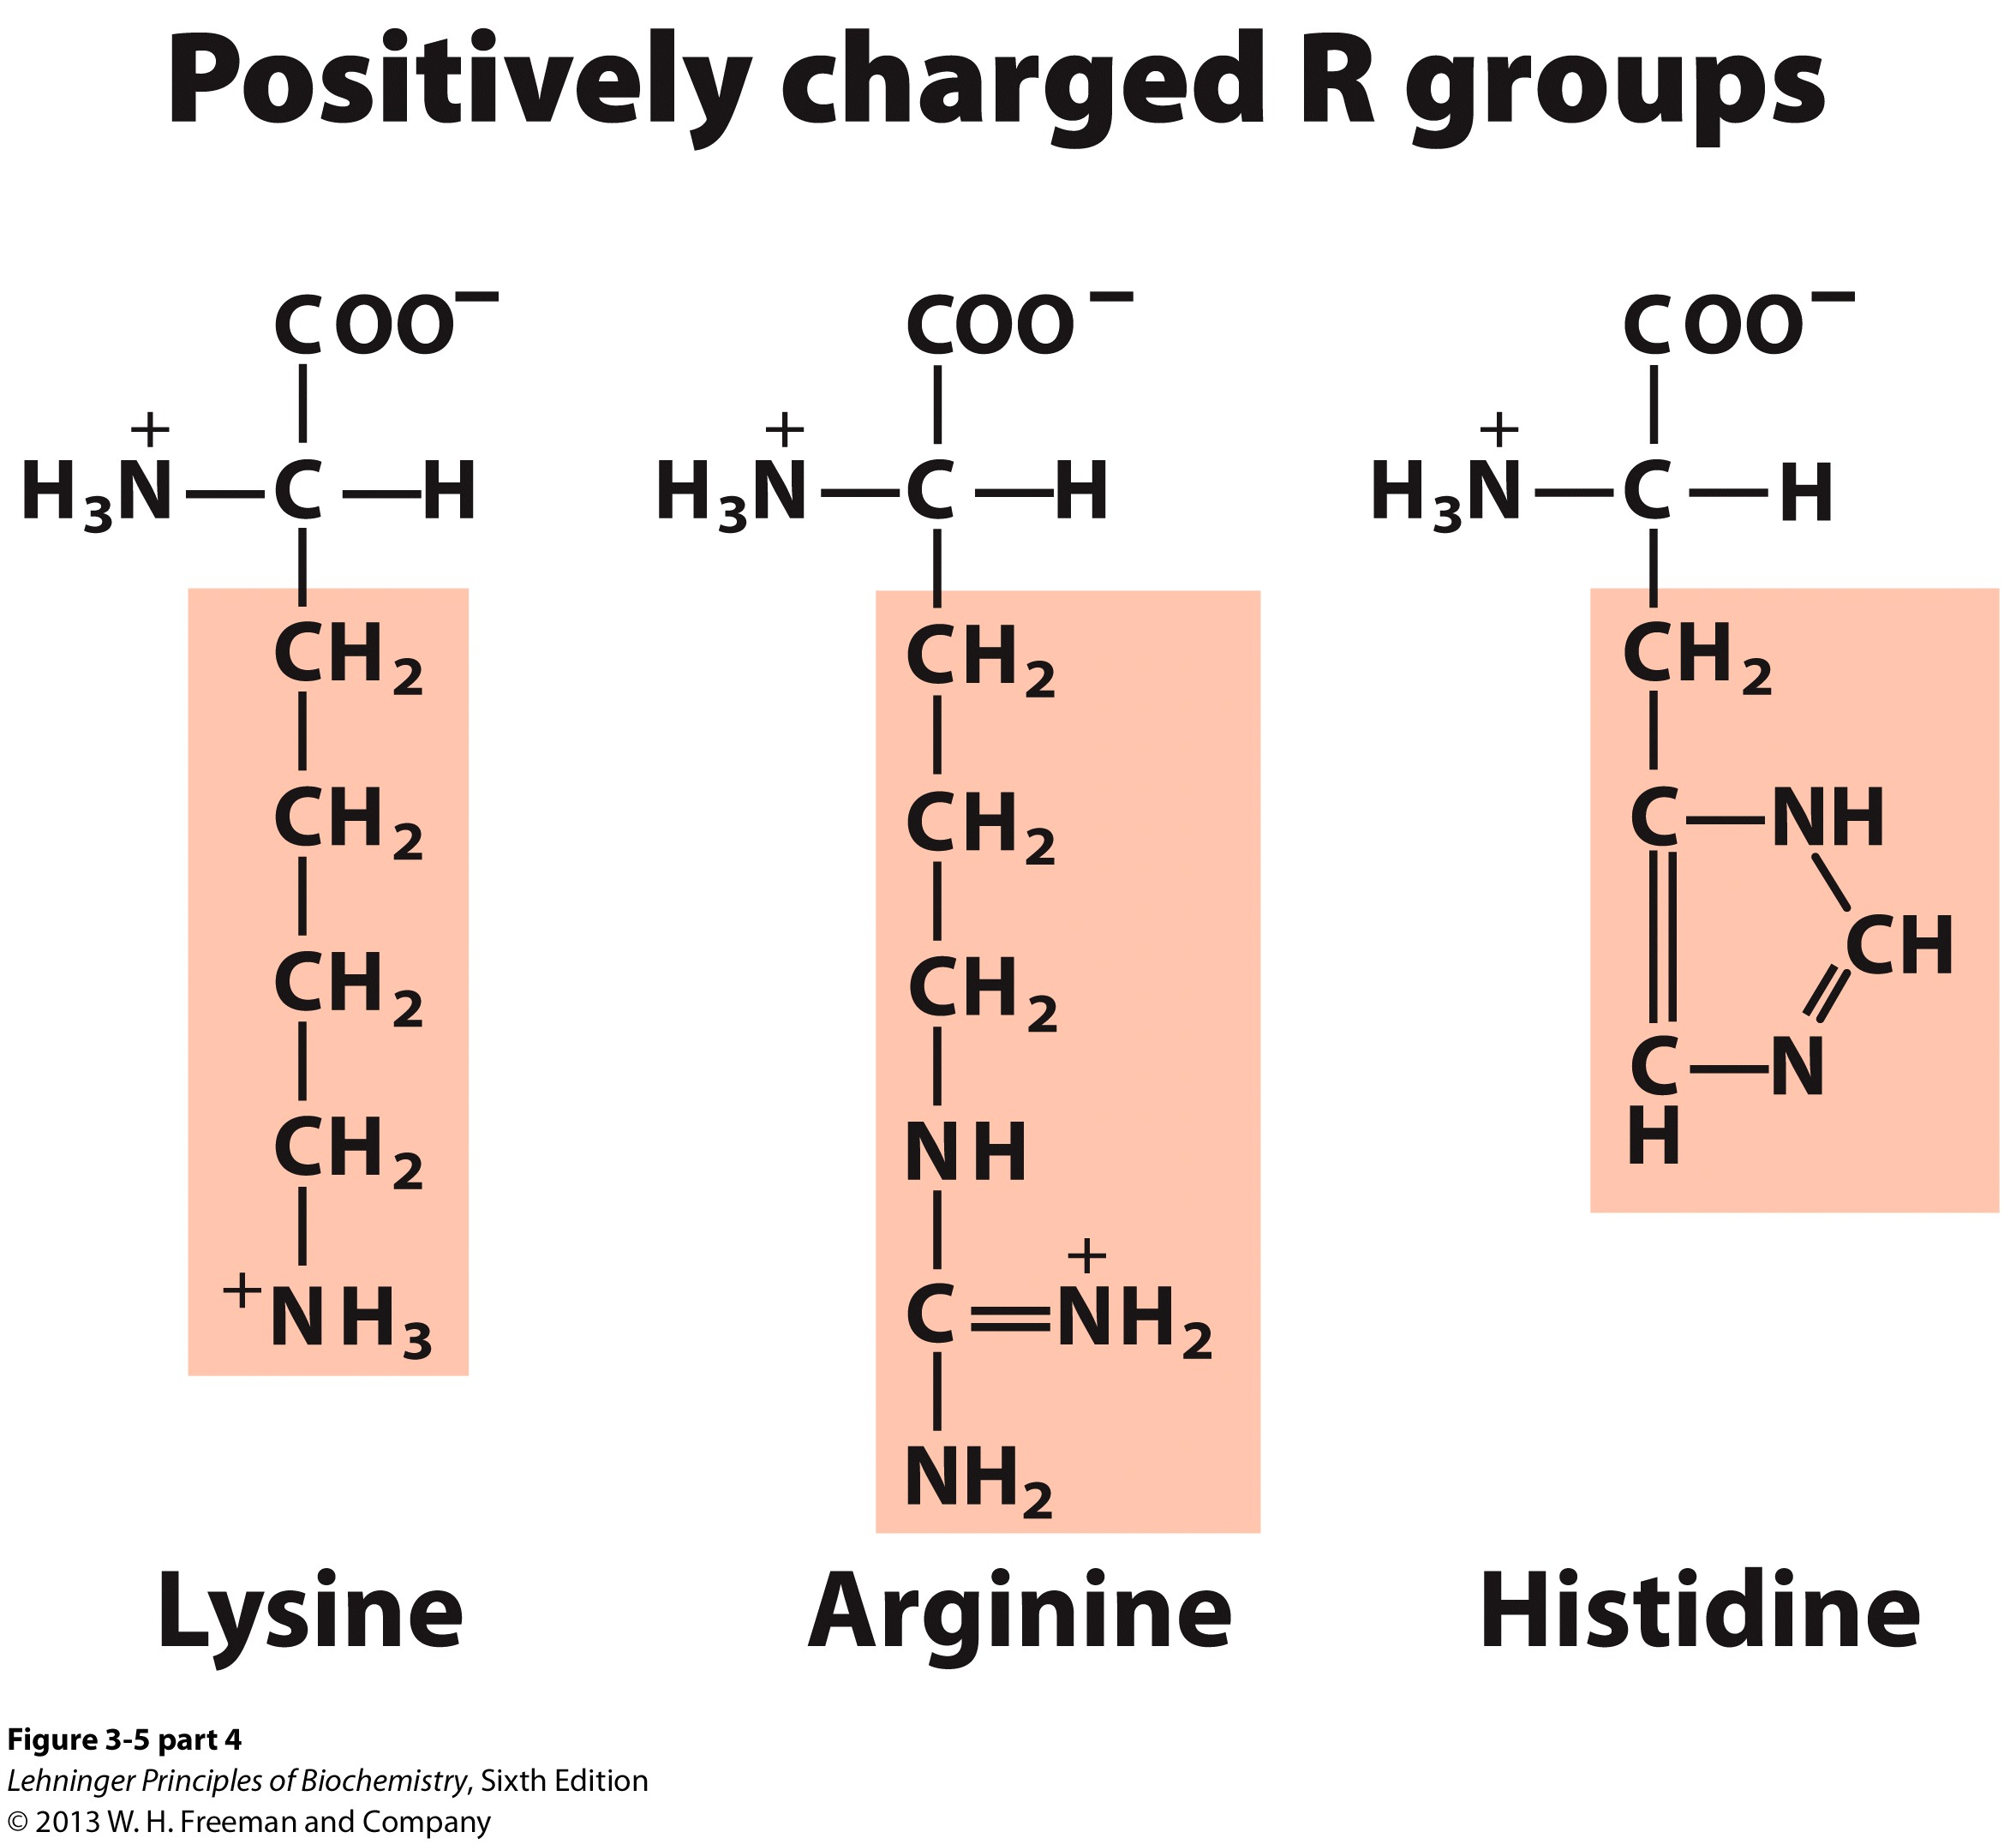 Positively charged R groups
COO− COO− COO−
+ + +
H3N C H H3N C H H3N C H
CH2 CH2 CH2
CH2 CH2 C NH
CH2 CH2 CH
C N
CH2 NH H
+
+NH3 C NH2
NH2
Lysine Arginine Histidine
Figure 3-5 part 4
Lehninger Principles of Biochemistry, Sixth Edition
© 2013 W. H. Freeman and Company